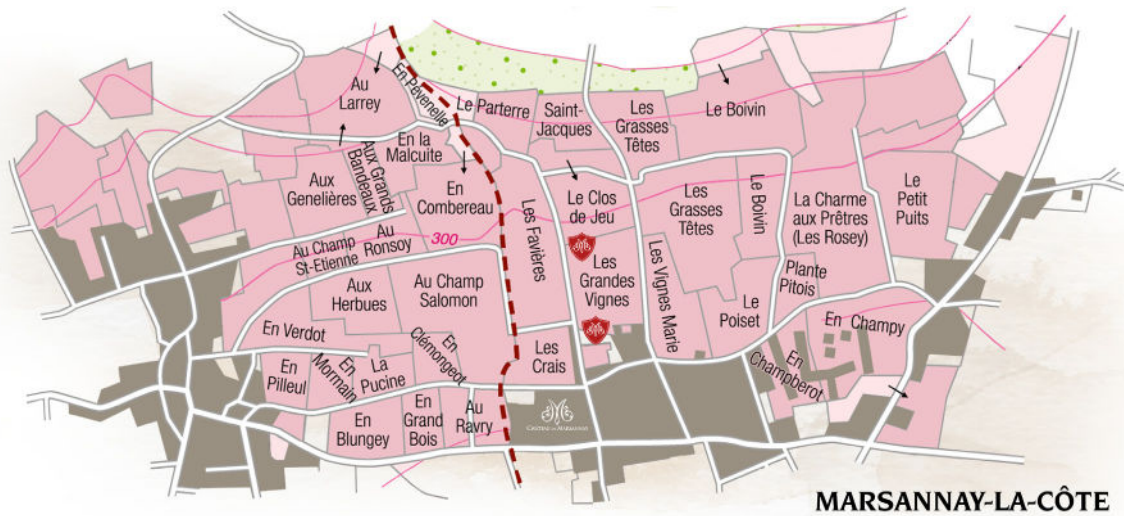 Au
Larrey
En Pévenelle
Le Parterre
Saint-
Jacques
Les
Grasses
Têtes
Le Boivin
En la
Malcuite
Aux Grands
Bandeaux
Aux
Genelières
En
Combereau
Les Favières
Le Clos
de Jeu
Les
Grasses
Têtes
Le Boivin
La Charme
aux Prêtres
(Les Rosey)
Le
Petit
Puits
Au Champ
St-Etienne
Au
Ronsoy
300
Les
Grandes
Vignes
Les Vignes Marie
Plante
Pitois
Aux
Herbues
Au Champ
Salomon
Le
Poiset
En Champy
En Verdot
En
Clémongeot
Les
Crais
En
Champberot
En
Pilleul
En
Mormain
La
Pucine
En
Blungey
En
Grand
Bois
Au
Ravry
MARSANNAY-LA-CÔTE